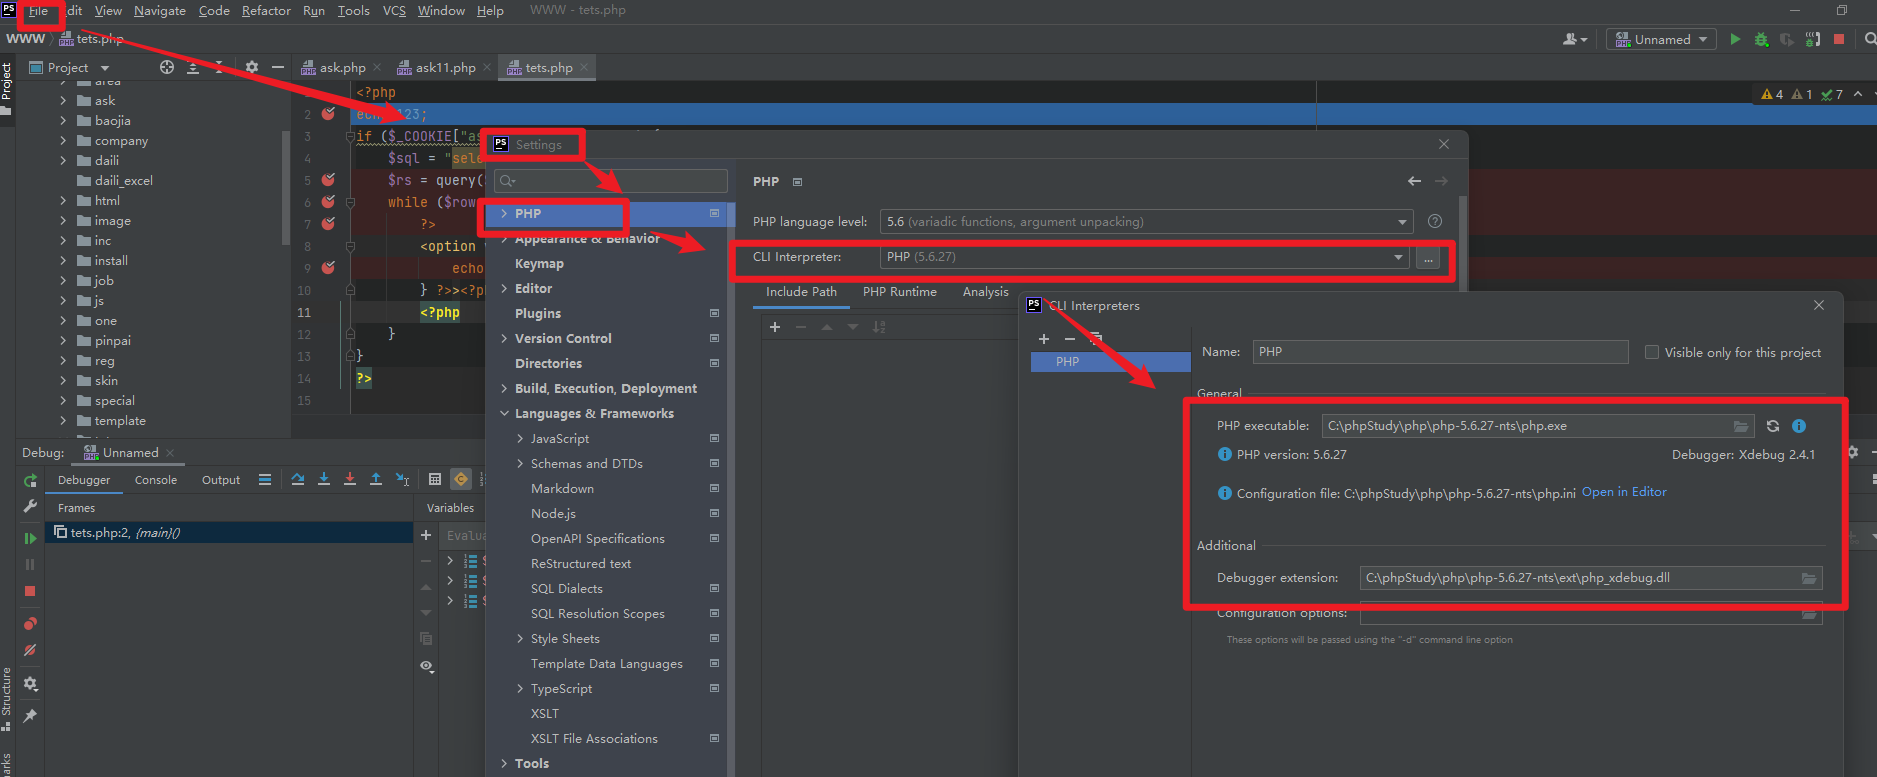 PS File Edit View Navigate Code Refactor Run Tools VCS Window Help WWW - tets.php
WWW tets.php
Unnamed
Project
Project
ask.php ask11.php tets.php
area
ask
baojia
company
daili
daili_excel
html
image
inc
install
job
js
one
pinpai
reg
skin
special
template
<?php
2 123;
3 if ($_COOKIE["as
4 $sql = "sele
5 $rs = query(
6 while ($row
7 ?>
8 <option
9 echo
10 } ?>><?p
11 <?php
12 }
13 }
14 ?>
15
4 1 7
PS Settings
PHP
Appearance & Behavior
Keymap
Editor
Plugins
Version Control
Directories
Build, Execution, Deployment
Languages & Frameworks
JavaScript
Schemas and DTDs
Markdown
Node.js
OpenAPI Specifications
ReStructured text
SQL Dialects
SQL Resolution Scopes
Style Sheets
Template Data Languages
TypeScript
XSLT
XSLT File Associations
Tools
PHP
PHP language level: 5.6 (variadic functions, argument unpacking)
CLI Interpreter: PHP (5.6.27) ...
Include Path PHP Runtime Analysis
PS CLI Interpreters
PHP
Name: PHP Visible only for this project
General
PHP executable: C:\phpStudy\php\php-5.6.27-nts\php.exe
PHP version: 5.6.27 Debugger: Xdebug 2.4.1
Configuration file: C:\phpStudy\php\php-5.6.27-nts\php.ini Open in Editor
Additional
Debugger extension: C:\phpStudy\php\php-5.6.27-nts\ext\php_xdebug.dll
Configuration options:
These options will be passed using the "-d" command line option
Debug: Unnamed
Debugger Console Output
Frames Variables
tets.php:2, {main}()
Evalua
Structure